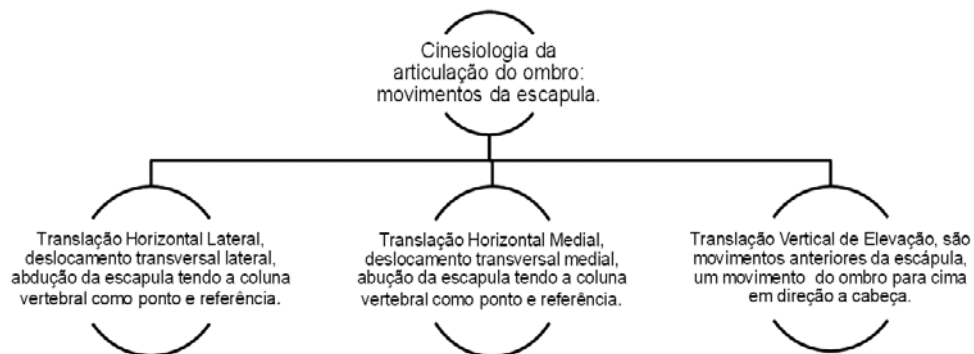 Cinesiologia da
articulação do ombro:
movimentos da escapula.
Translação Horizontal Lateral,
deslocamento transversal lateral,
abdução da escapula tendo a coluna
vertebral como ponto e referência.
Translação Horizontal Medial,
deslocamento transversal medial,
abução da escapula tendo a coluna
vertebral como ponto e referência.
Translação Vertical de Elevação, são
movimentos anteriores da escápula,
um movimento do ombro para cima
em direção a cabeça.